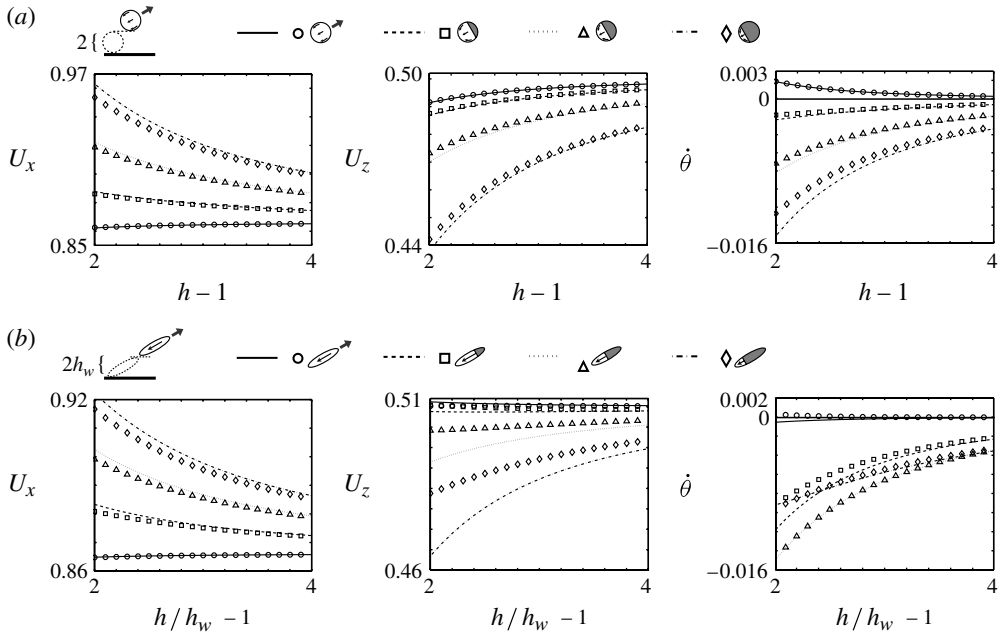 (a)
2{
0.97
0.85
U_x
2
4
h − 1
0.50
0.44
U_z
2
4
h − 1
0.003
0
−0.016
θ̇
2
4
h − 1
(b)
2h_w{
0.92
0.86
U_x
2
4
h/h_w − 1
0.51
0.46
U_z
2
4
h/h_w − 1
0.002
0
−0.016
θ̇
2
4
h/h_w − 1